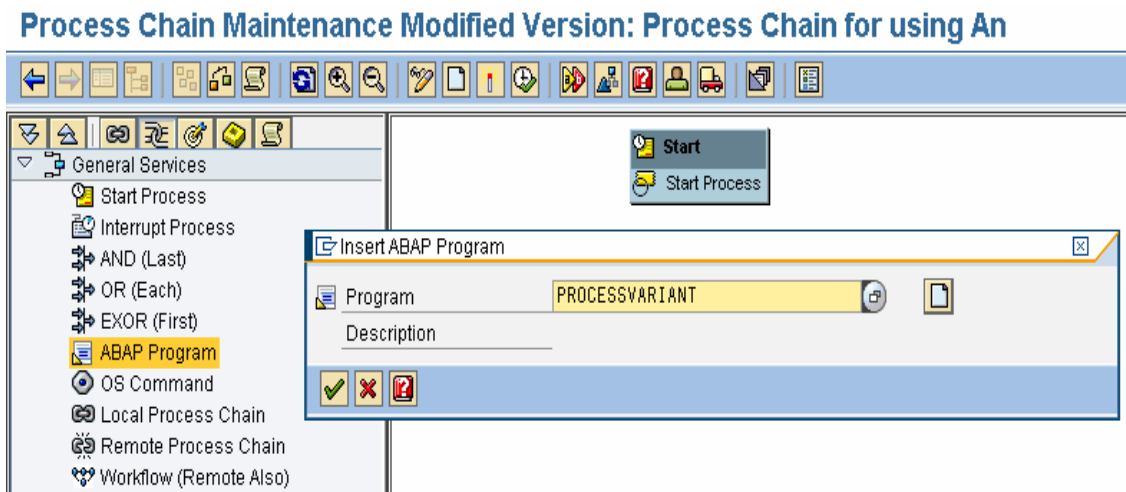 Process Chain Maintenance Modified Version: Process Chain for using An
General Services
Start Process
Interrupt Process
AND (Last)
OR (Each)
EXOR (First)
ABAP Program
OS Command
Local Process Chain
Remote Process Chain
Workflow (Remote Also)
Start
Start Process
Insert ABAP Program
Program PROCESSVARIANT
Description